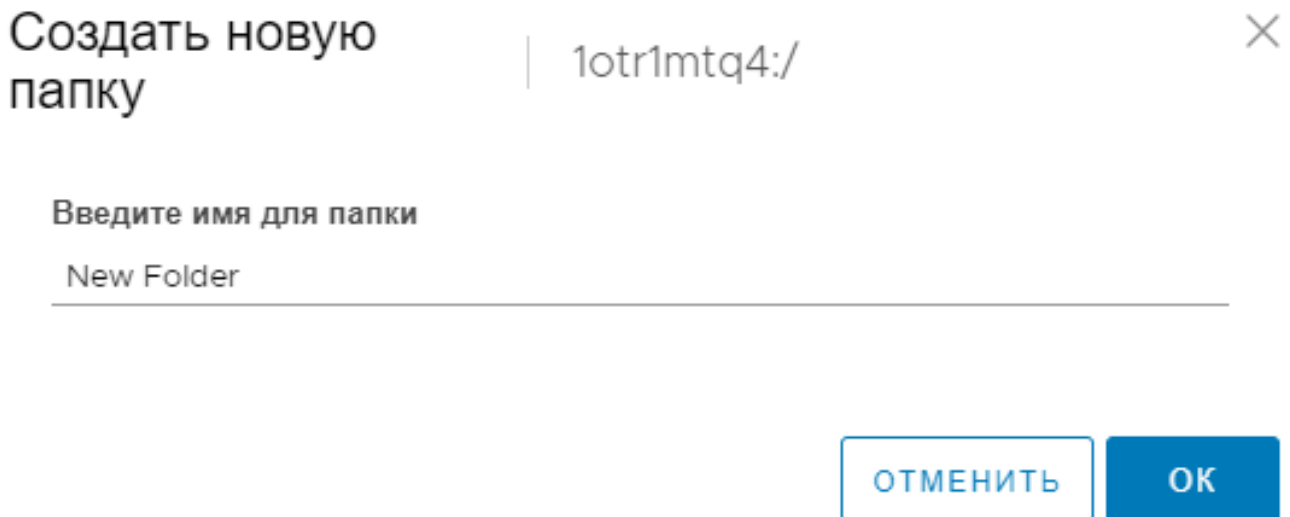 Создать новую
папку
1otr1mtq4:/
Введите имя для папки
New Folder
ОТМЕНИТЬ
ОК